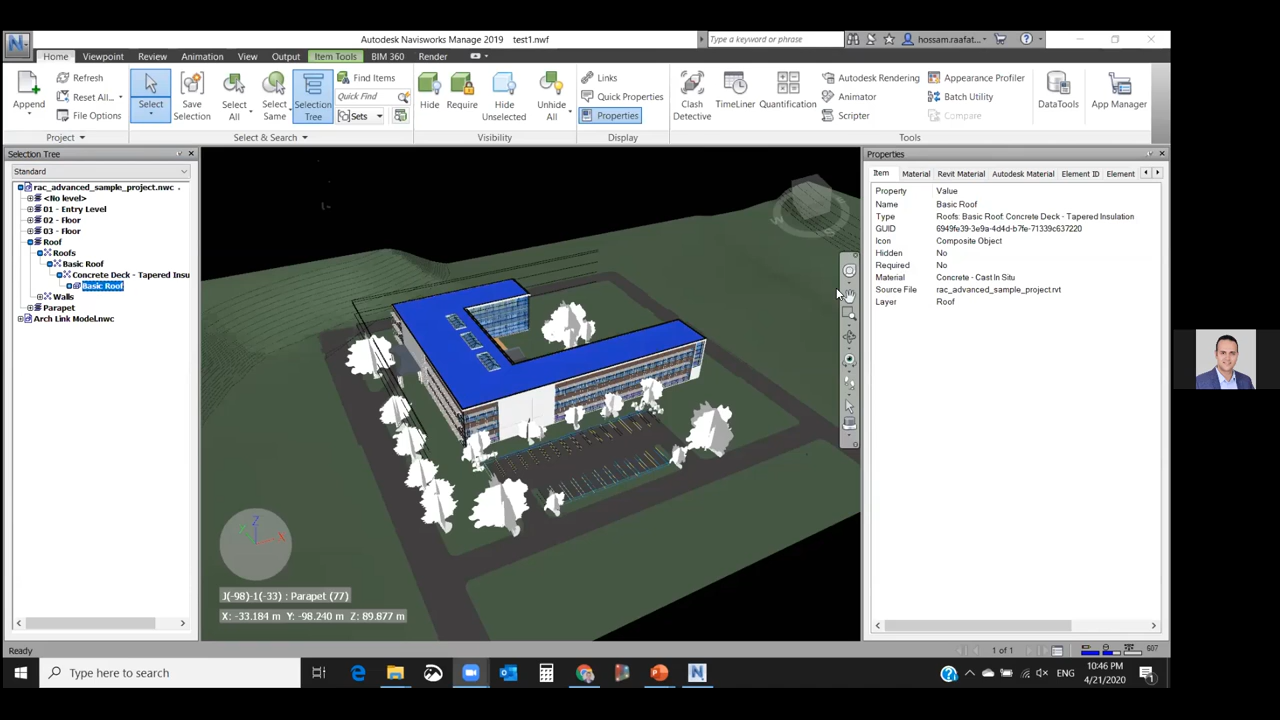 Autodesk Navisworks Manage 2019 test1.nwf
Type a keyword or phrase
hossam.raafat...
Home Viewpoint Review Animation View Output Item Tools BIM 360 Render
Append
Refresh
Reset All...
File Options
Project
Select
Save Selection
Select All
Select Same
Selection Tree
Find Items
Quick Find
Sets
Select & Search
Hide
Require
Hide Unselected
Unhide All
Visibility
Links
Quick Properties
Properties
Display
Clash Detective
TimeLiner
Quantification
Autodesk Rendering
Animator
Scripter
Appearance Profiler
Batch Utility
Compare
Tools
DataTools
App Manager
Selection Tree
Standard
rac_advanced_sample_project.nwc
<No level>
01 - Entry Level
02 - Floor
03 - Floor
Roof
Roofs
Basic Roof
Concrete Deck - Tapered Insu
Basic Roof
Walls
Parapet
Arch Link Model.nwc
Z
X
J(-98)-1(-33) : Parapet (77)
X: -33.184 m Y: -98.240 m Z: 89.877 m
Properties
Item Material Revit Material Autodesk Material Element ID Element
Property Value
Name Basic Roof
Type Roofs: Basic Roof: Concrete Deck - Tapered Insulation
GUID 6949fe39-3e9a-4d4d-b7fe-71339c637220
Icon Composite Object
Hidden No
Required No
Material Concrete - Cast In Situ
Source File rac_advanced_sample_project.rvt
Layer Roof
Ready
1 of 1
607
Type here to search
ENG
10:46 PM
4/21/2020